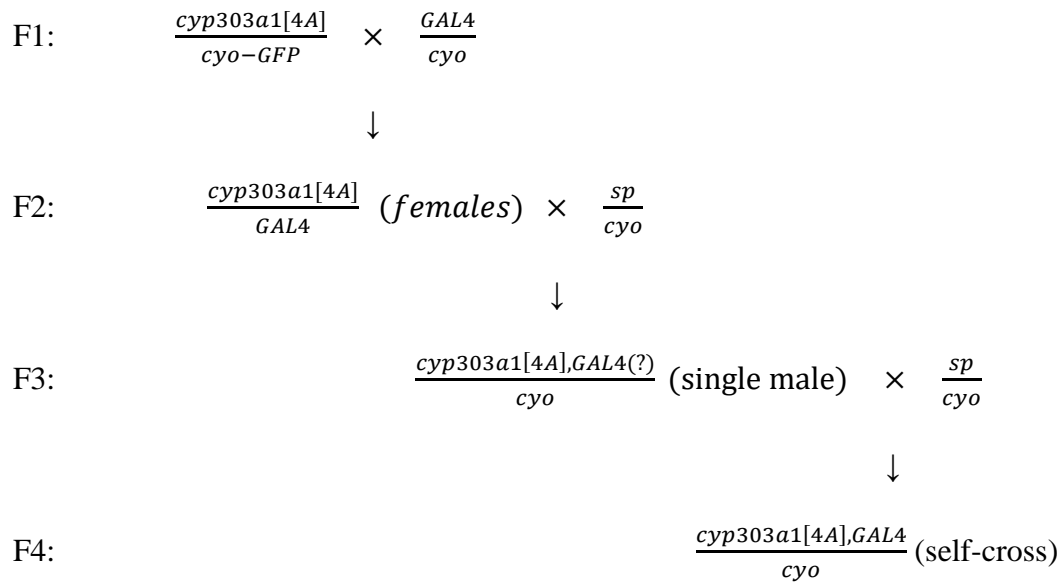 F1: cyp303a1[4A]/cyo−GFP × GAL4/cyo
↓
F2: cyp303a1[4A]/GAL4 (females) × sp/cyo
↓
F3: cyp303a1[4A],GAL4(?)/cyo (single male) × sp/cyo
↓
F4: cyp303a1[4A],GAL4/cyo (self-cross)